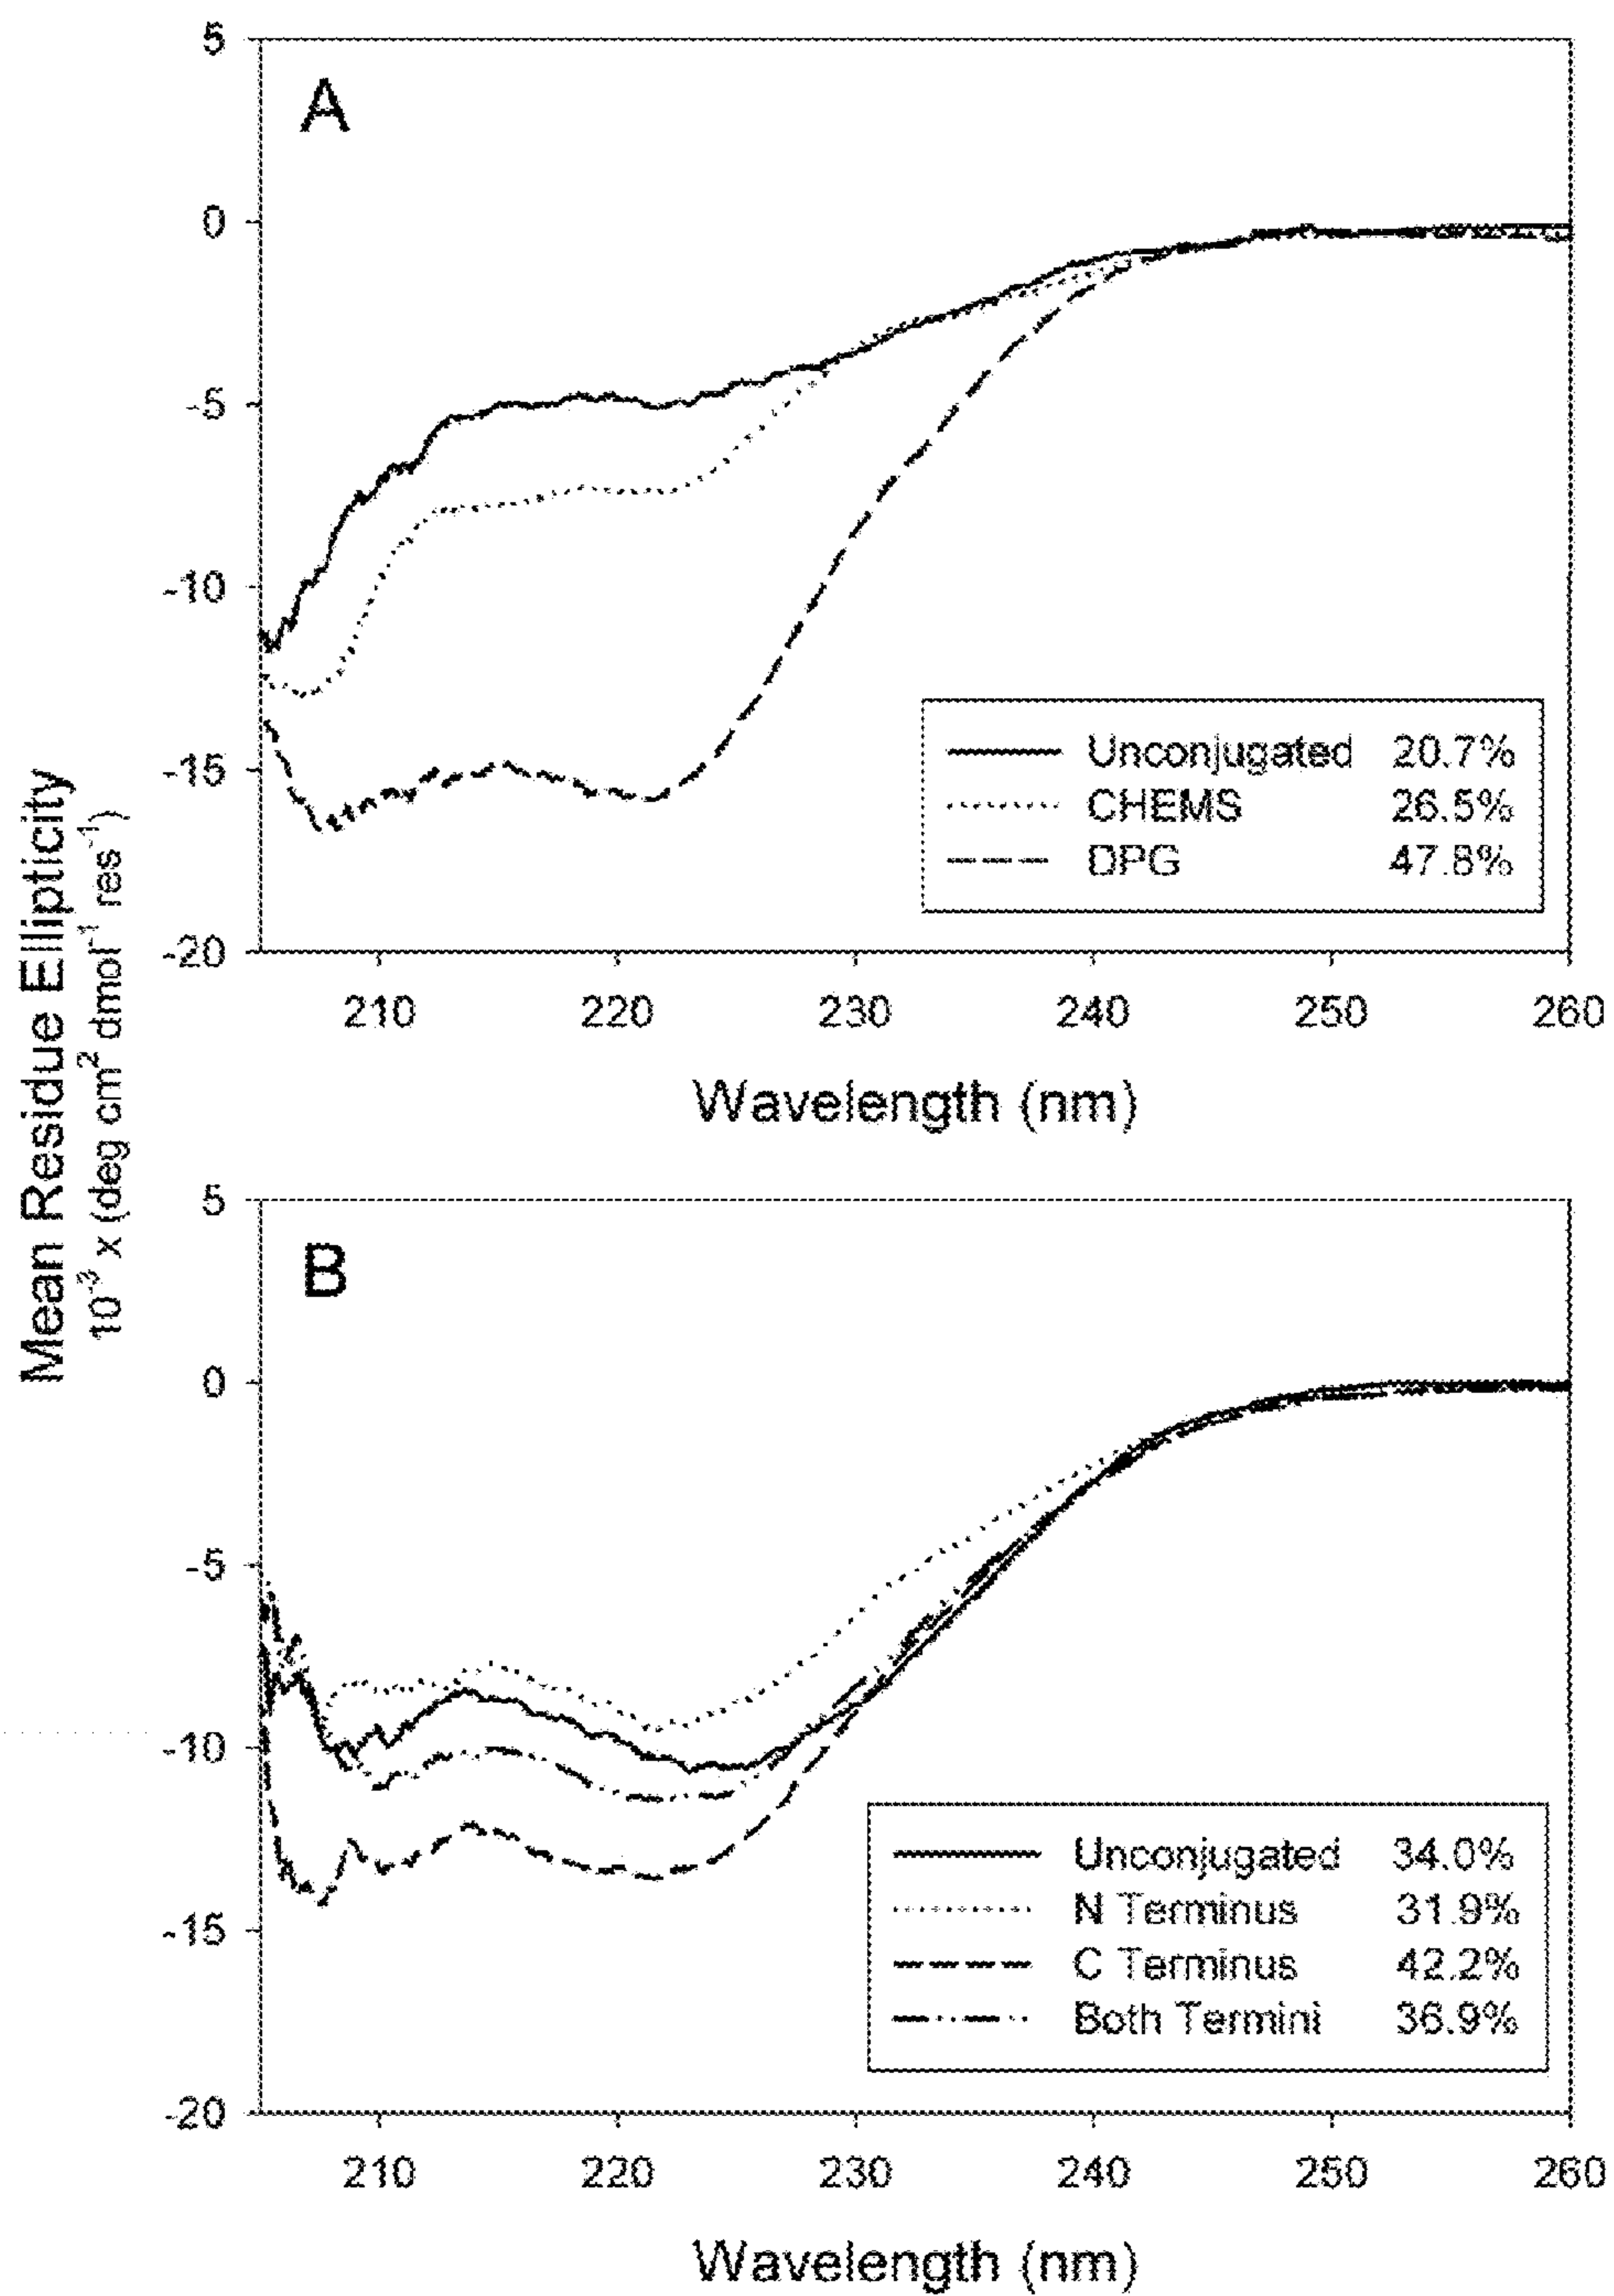 5
A
0
-5
-10
-15
-20
Unconjugated 20.7%
CHEMS 26.5%
DPG 47.8%
210 220 230 240 250 260
Wavelength (nm)
Mean Residue Ellipticity
10⁻³ x (deg cm² dmol⁻¹ res⁻¹)
5
B
0
-5
-10
-15
-20
Unconjugated 34.0%
N Terminus 31.9%
C Terminus 42.2%
Both Termini 36.9%
210 220 230 240 250 260
Wavelength (nm)